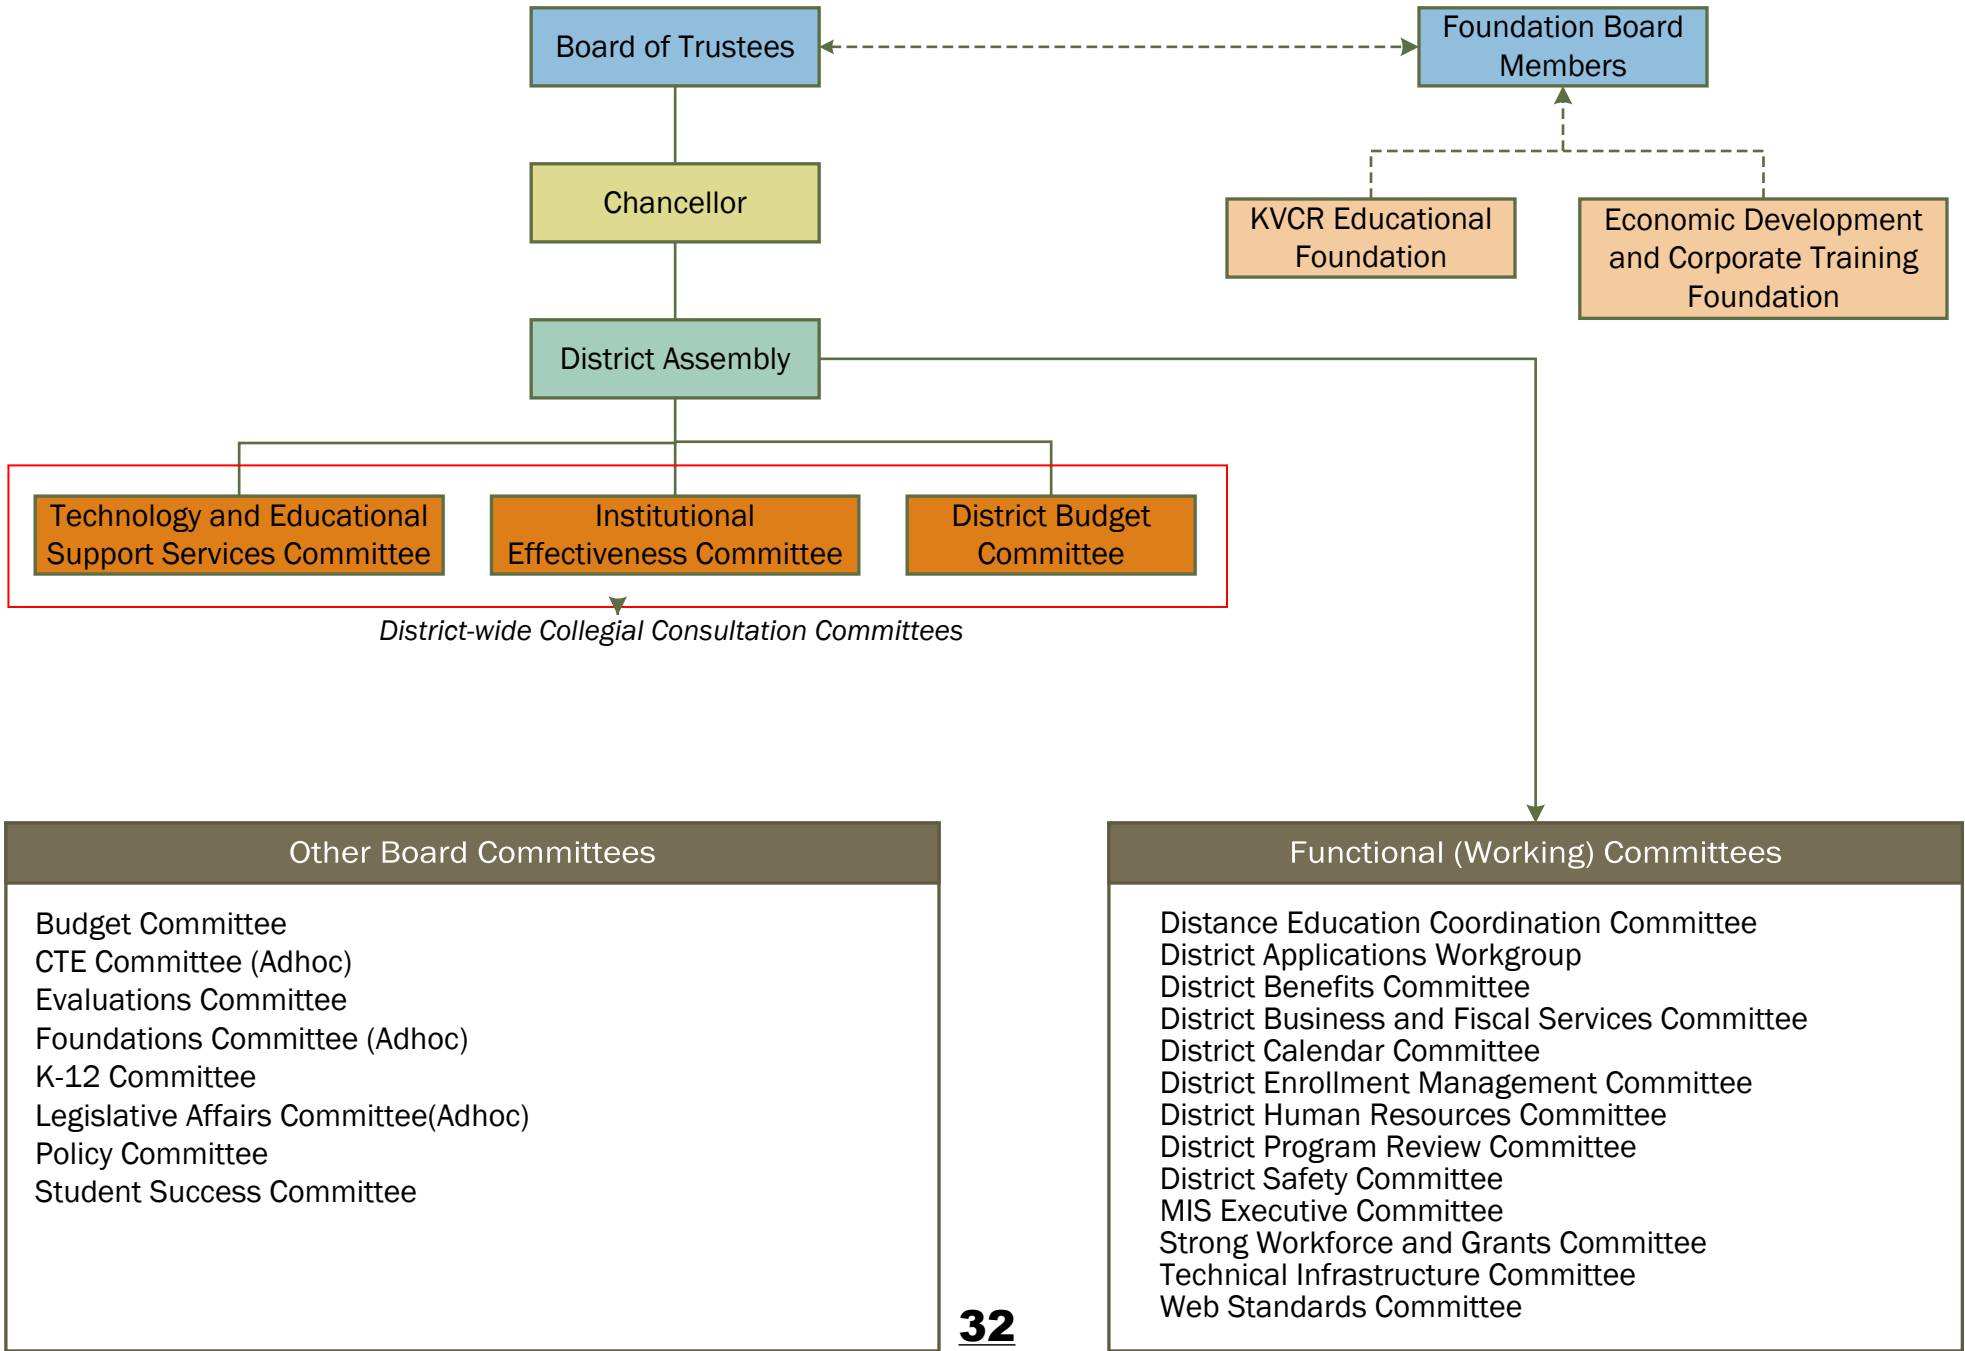 Board of Trustees
Foundation Board
Members
Chancellor
KVCR Educational
Foundation
Economic Development
and Corporate Training
Foundation
District Assembly
Technology and Educational
Support Services Committee
Institutional
Effectiveness Committee
District Budget
Committee
District-wide Collegial Consultation Committees
Other Board Committees
Budget Committee
CTE Committee (Adhoc)
Evaluations Committee
Foundations Committee (Adhoc)
K-12 Committee
Legislative Affairs Committee(Adhoc)
Policy Committee
Student Success Committee
Functional (Working) Committees
Distance Education Coordination Committee
District Applications Workgroup
District Benefits Committee
District Business and Fiscal Services Committee
District Calendar Committee
District Enrollment Management Committee
District Human Resources Committee
District Program Review Committee
District Safety Committee
MIS Executive Committee
Strong Workforce and Grants Committee
Technical Infrastructure Committee
Web Standards Committee
32